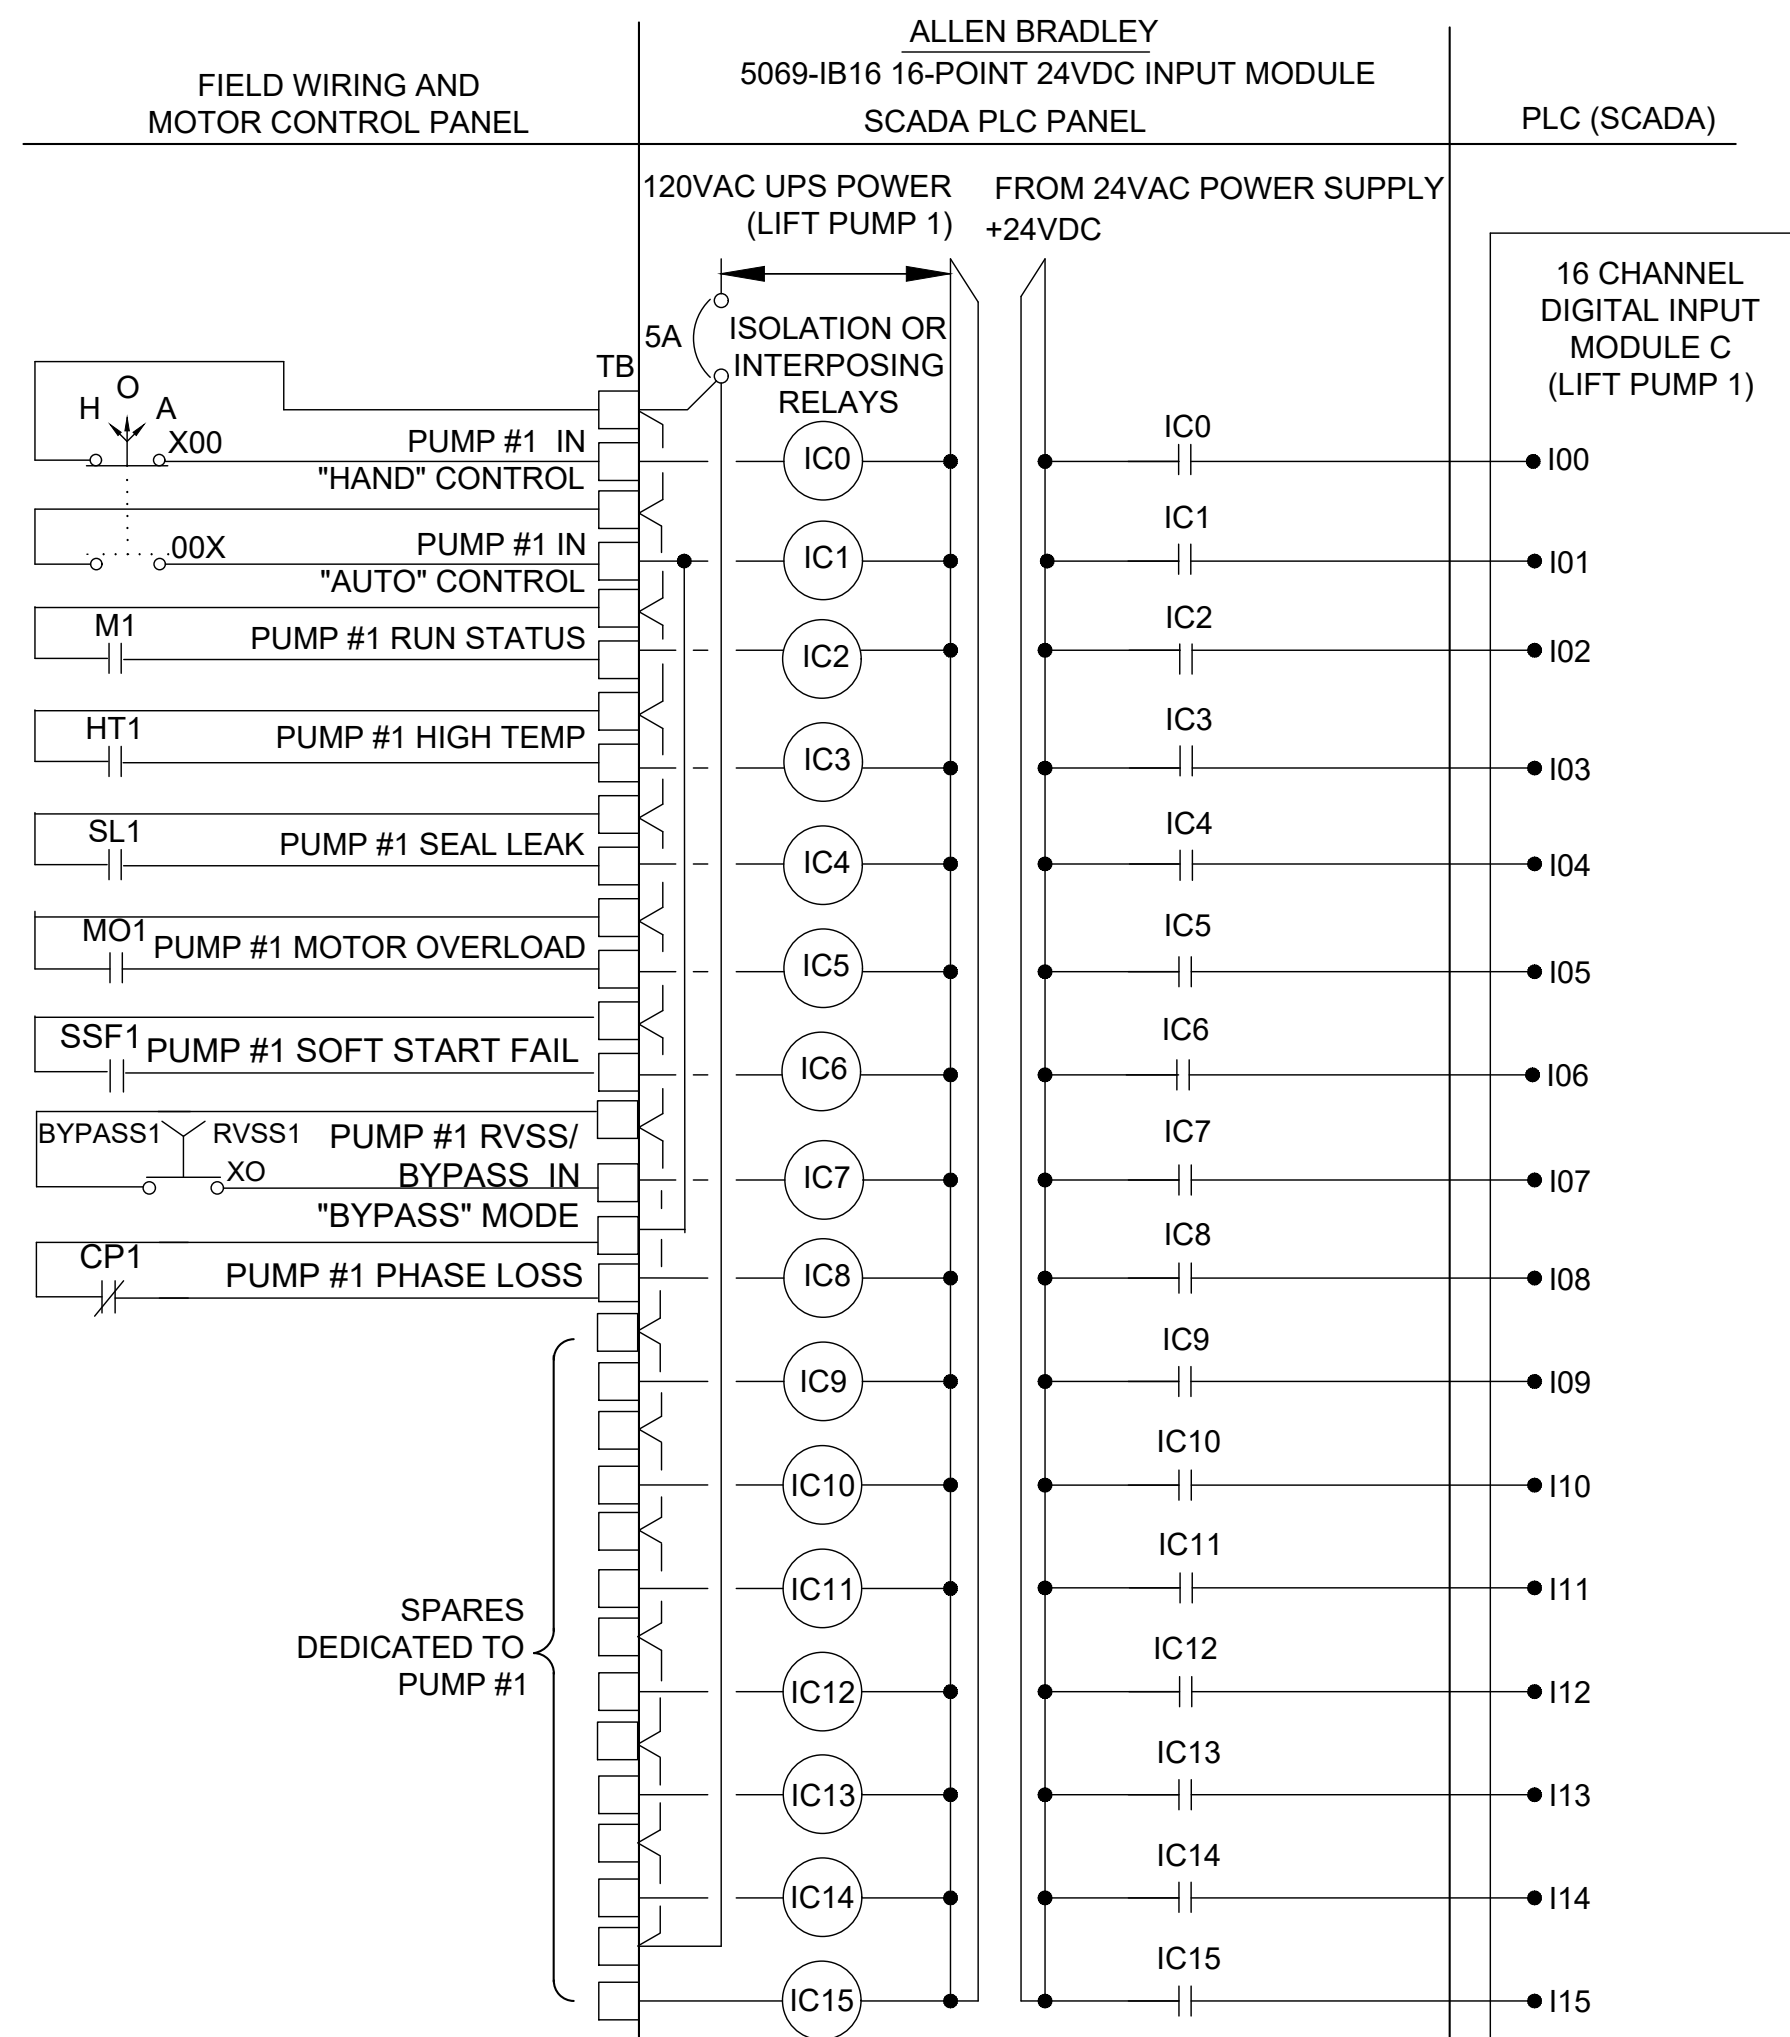 ALLEN BRADLEY
5069-IB16 16-POINT 24VDC INPUT MODULE
SCADA PLC PANEL
FIELD WIRING AND
MOTOR CONTROL PANEL
PLC (SCADA)
120VAC UPS POWER
(LIFT PUMP 1)
FROM 24VAC POWER SUPPLY
+24VDC
16 CHANNEL
DIGITAL INPUT
MODULE C
(LIFT PUMP 1)
5A
ISOLATION OR
INTERPOSING
RELAYS
TB
H O A
X00
PUMP #1 IN
"HAND" CONTROL
IC0
IC0
I00
00X
PUMP #1 IN
"AUTO" CONTROL
IC1
IC1
I01
M1
PUMP #1 RUN STATUS
IC2
IC2
I02
HT1
PUMP #1 HIGH TEMP
IC3
IC3
I03
SL1
PUMP #1 SEAL LEAK
IC4
IC4
I04
MO1
PUMP #1 MOTOR OVERLOAD
IC5
IC5
I05
SSF1
PUMP #1 SOFT START FAIL
IC6
IC6
I06
BYPASS1 RVSS1
XO
PUMP #1 RVSS/
BYPASS IN
"BYPASS" MODE
IC7
IC7
I07
CP1
PUMP #1 PHASE LOSS
IC8
IC8
I08
IC9
IC9
I09
IC10
IC10
I10
IC11
IC11
I11
SPARES
DEDICATED TO
PUMP #1
IC12
IC12
I12
IC13
IC13
I13
IC14
IC14
I14
IC15
IC15
I15